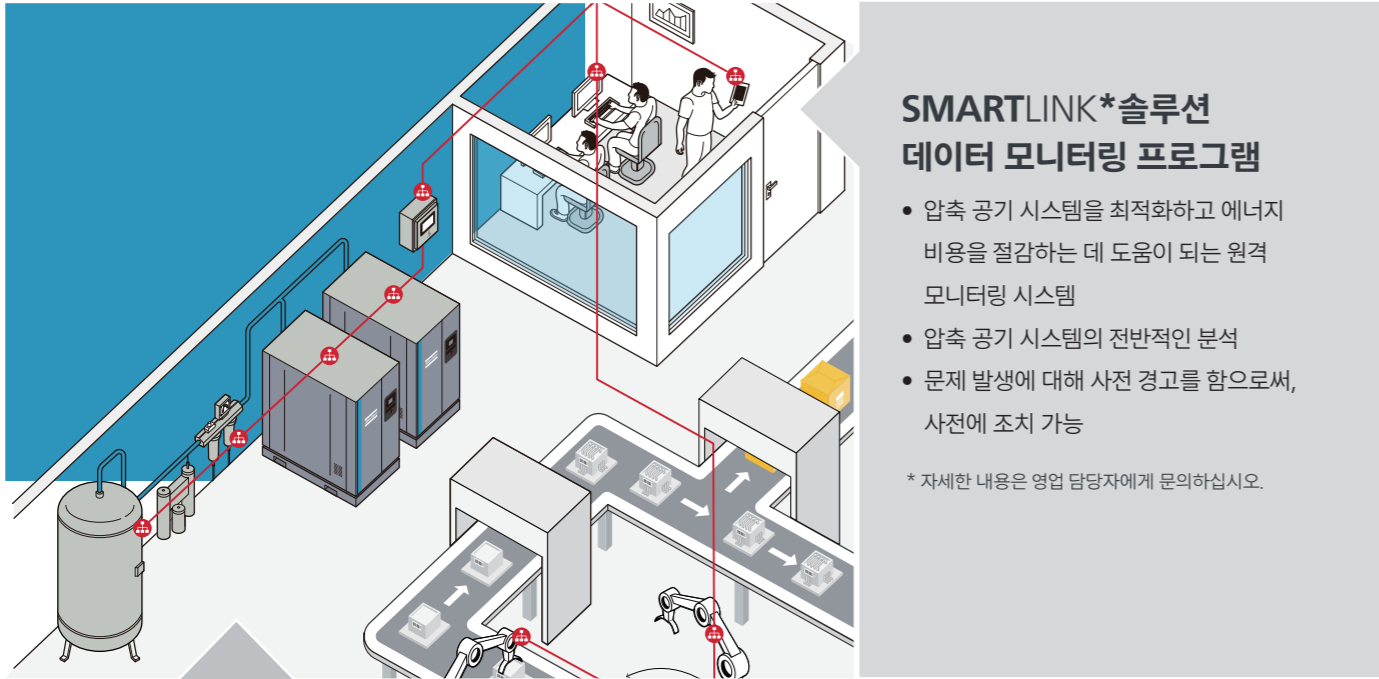 SMARTLINK*솔루션
데이터 모니터링 프로그램
• 압축 공기 시스템을 최적화하고 에너지
비용을 절감하는 데 도움이 되는 원격
모니터링 시스템
• 압축 공기 시스템의 전반적인 분석
• 문제 발생에 대해 사전 경고를 함으로써,
사전에 조치 가능
* 자세한 내용은 영업 담당자에게 문의하십시오.